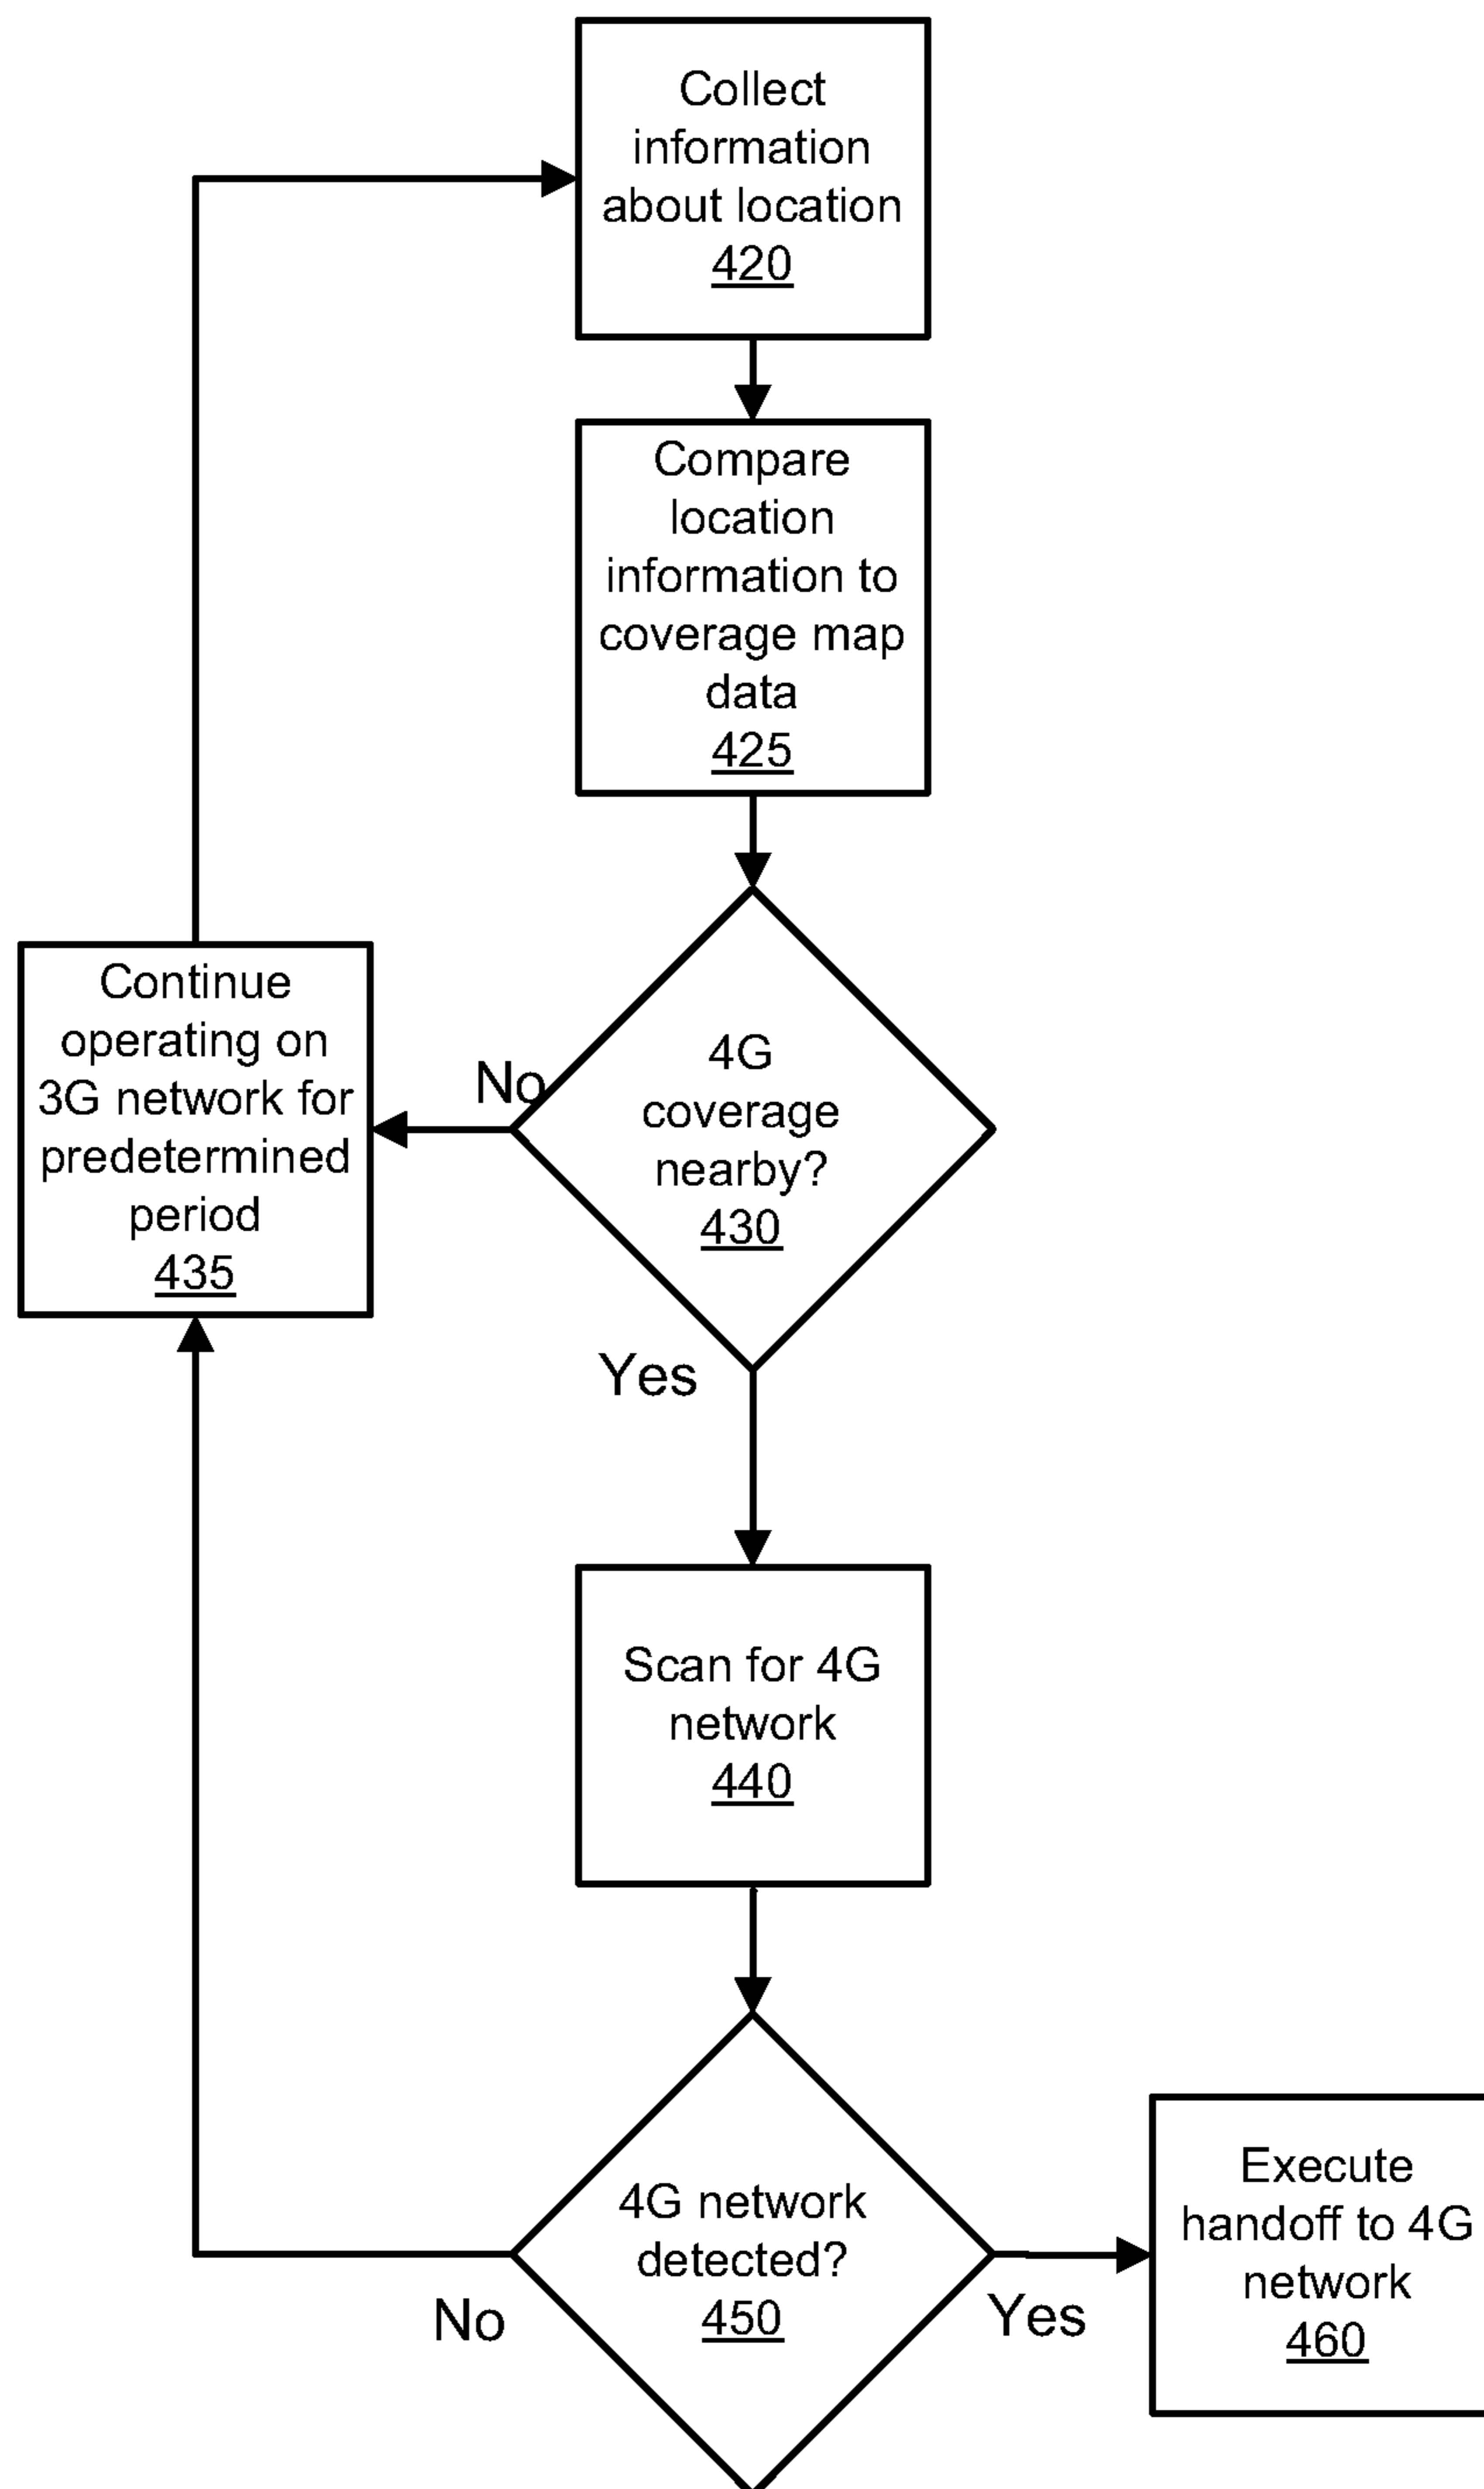 Collect
information
about location
420
Compare
location
information to
coverage map
data
425
Continue
operating on
3G network for
predetermined
period
435
No
4G
coverage
nearby?
430
Yes
Scan for 4G
network
440
4G network
detected?
450
No
Yes
Execute
handoff to 4G
network
460